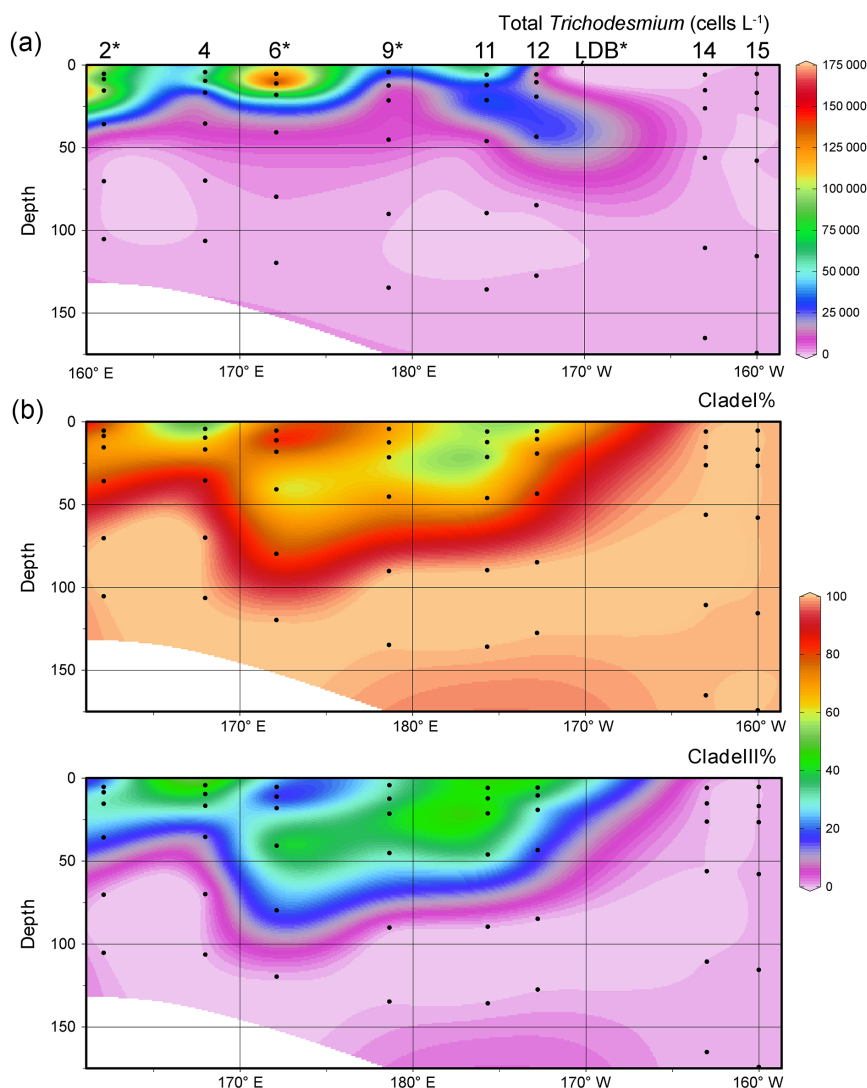 Total Trichodesmium (cells L⁻¹)
(a)
2* 4 6* 9* 11 12 LDB* 14 15
0
50
100
150
Depth
160° E 170° E 180° E 170° W 160° W
175 000
150 000
125 000
100 000
75 000
50 000
25 000
0
(b)
CladeI%
0
50
100
150
Depth
170° E 180° E 170° W 160° W
100
80
60
40
20
0
CladeIII%
0
50
100
150
Depth
170° E 180° E 170° W 160° W